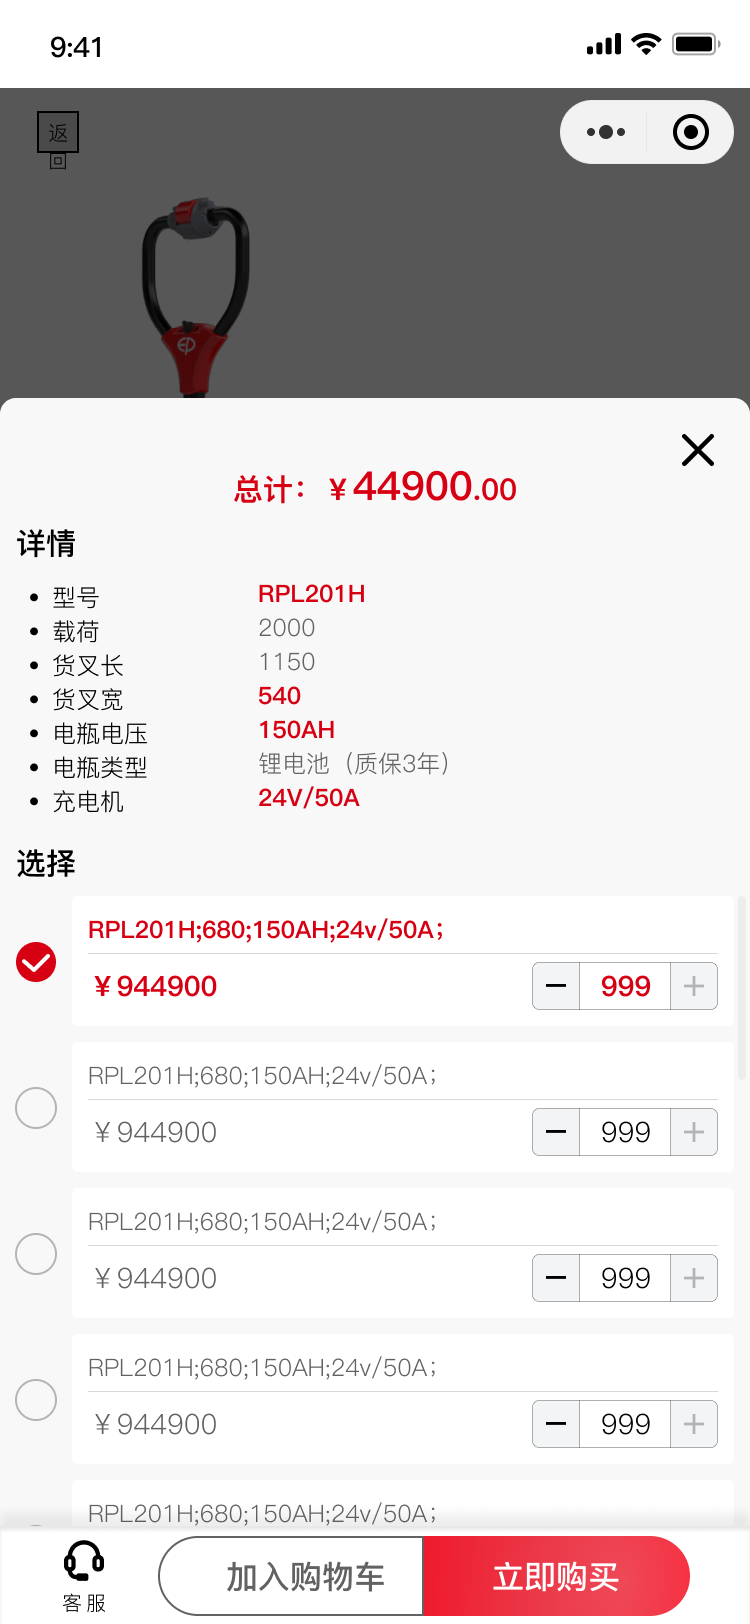 9:41
返
回
EP
总计：￥44900.00
详情
• 型号 RPL201H
• 载荷 2000
• 货叉长 1150
• 货叉宽 540
• 电瓶电压 150AH
• 电瓶类型 锂电池（质保3年）
• 充电机 24V/50A
选择
RPL201H;680;150AH;24v/50A；
￥944900 999
RPL201H;680;150AH;24v/50A；
￥944900 999
RPL201H;680;150AH;24v/50A；
￥944900 999
RPL201H;680;150AH;24v/50A；
￥944900 999
RPL201H;680;150AH;24v/50A；
客服 加入购物车 立即购买